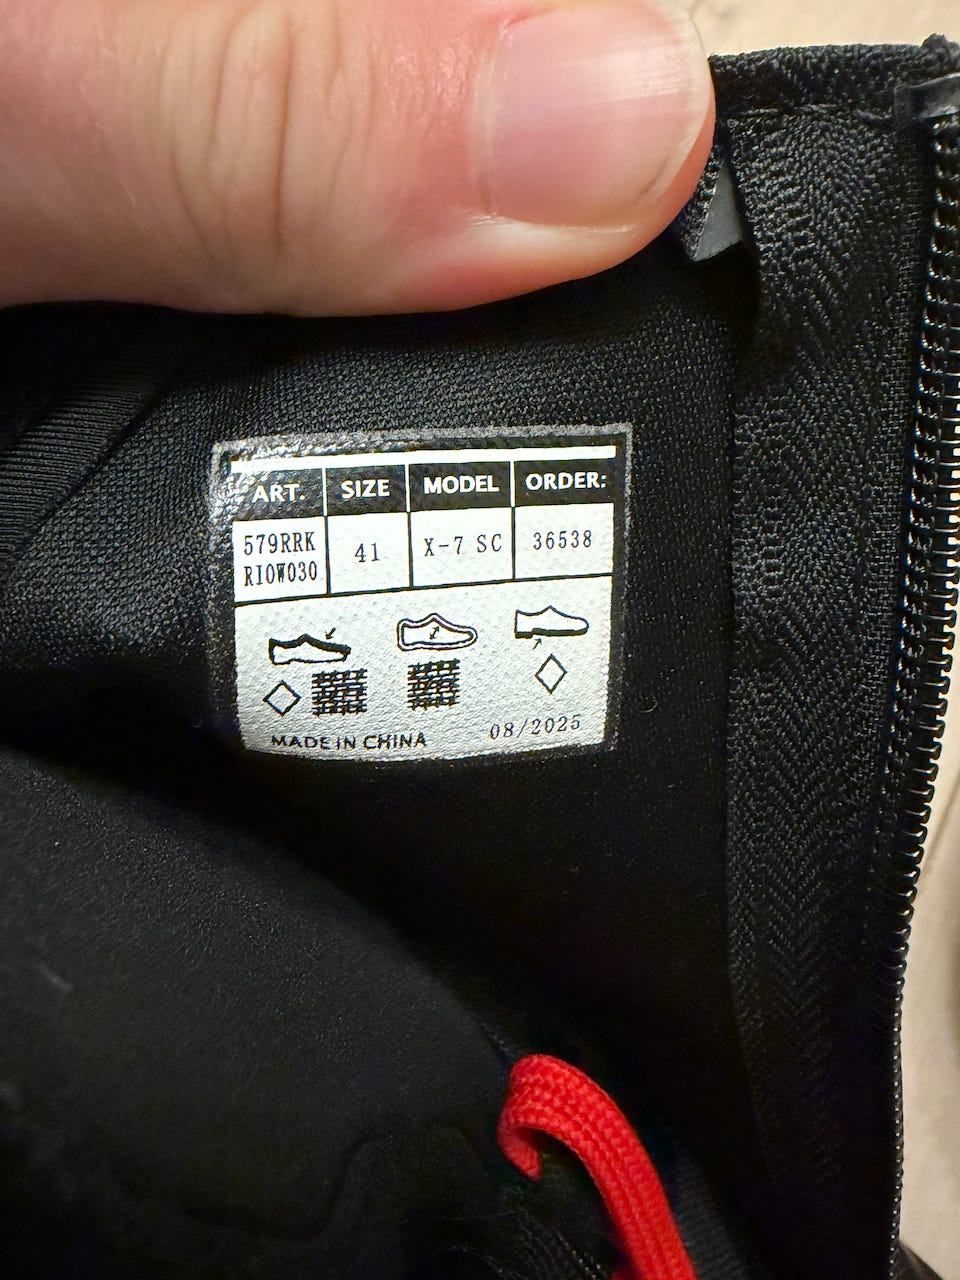 ART. SIZE MODEL ORDER:
579RRK 41 X-7 SC 36538
RIOW030
MADE IN CHINA 08/2025